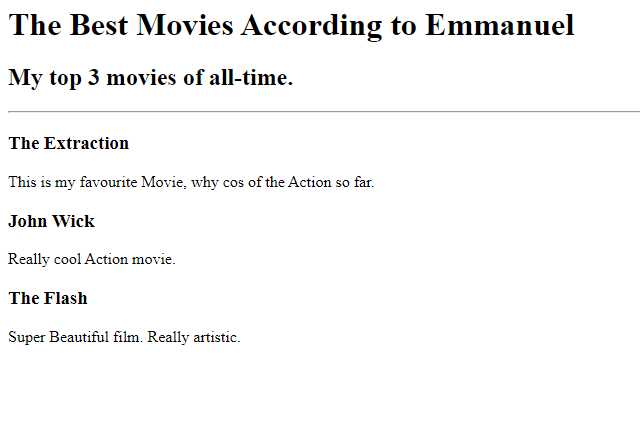 The Best Movies According to Emmanuel
My top 3 movies of all-time.
The Extraction
This is my favourite Movie, why cos of the Action so far.
John Wick
Really cool Action movie.
The Flash
Super Beautiful film. Really artistic.